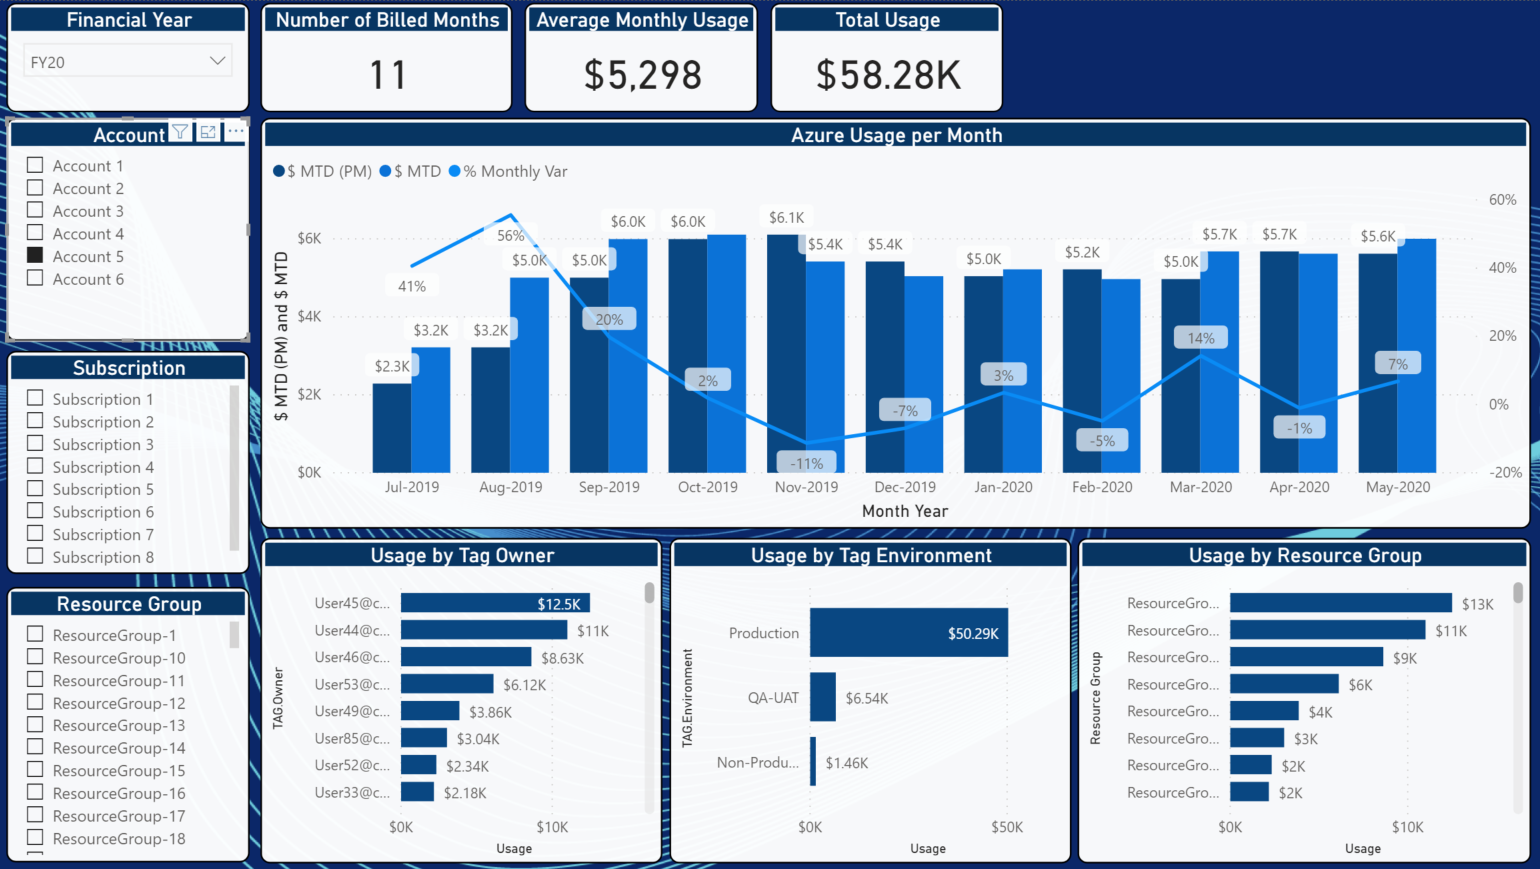 Financial Year
FY20
Number of Billed Months
11
Average Monthly Usage
$5,298
Total Usage
$58.28K
Account
Account 1
Account 2
Account 3
Account 4
Account 5
Account 6
Subscription
Subscription 1
Subscription 2
Subscription 3
Subscription 4
Subscription 5
Subscription 6
Subscription 7
Subscription 8
Resource Group
ResourceGroup-1
ResourceGroup-10
ResourceGroup-11
ResourceGroup-12
ResourceGroup-13
ResourceGroup-14
ResourceGroup-15
ResourceGroup-16
ResourceGroup-17
ResourceGroup-18
Azure Usage per Month
$ MTD (PM) $ MTD % Monthly Var
$ MTD (PM) and $ MTD
$6K
$4K
$2K
$0K
60%
40%
20%
0%
-20%
$2.3K $3.2K $3.2K $5.0K $5.0K $6.0K $6.0K $6.1K $5.4K $5.4K $5.0K $5.2K $5.0K $5.7K $5.7K $5.6K
41% 56% 20% 2% -11% -7% 3% -5% 14% -1% 7%
Jul-2019 Aug-2019 Sep-2019 Oct-2019 Nov-2019 Dec-2019 Jan-2020 Feb-2020 Mar-2020 Apr-2020 May-2020
Month Year
Usage by Tag Owner
TAG.Owner
User45@c... $12.5K
User44@c... $11K
User46@c... $8.63K
User53@c... $6.12K
User49@c... $3.86K
User85@c... $3.04K
User52@c... $2.34K
User33@c... $2.18K
$0K $10K
Usage
Usage by Tag Environment
TAG.Environment
Production $50.29K
QA-UAT $6.54K
Non-Produ... $1.46K
$0K $50K
Usage
Usage by Resource Group
Resource Group
ResourceGro... $13K
ResourceGro... $11K
ResourceGro... $9K
ResourceGro... $6K
ResourceGro... $4K
ResourceGro... $3K
ResourceGro... $2K
ResourceGro... $2K
$0K $10K
Usage